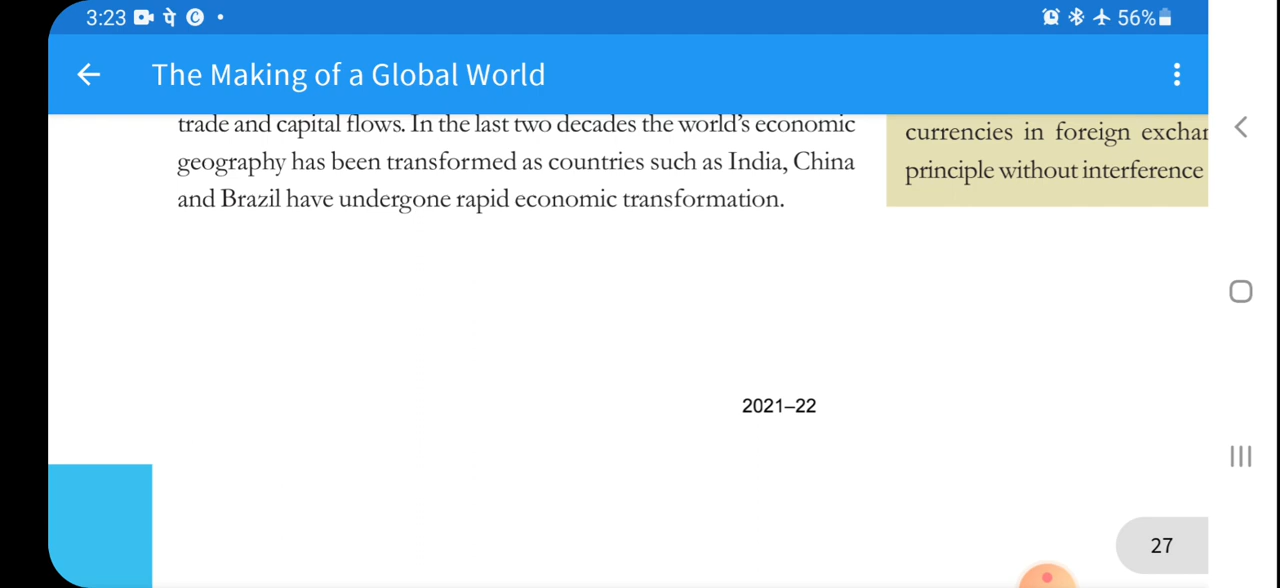 3:23 पे C 56%
The Making of a Global World
trade and capital flows. In the last two decades the world's economic
geography has been transformed as countries such as India, China
and Brazil have undergone rapid economic transformation.
currencies in foreign exchar
principle without interference
2021–22
27